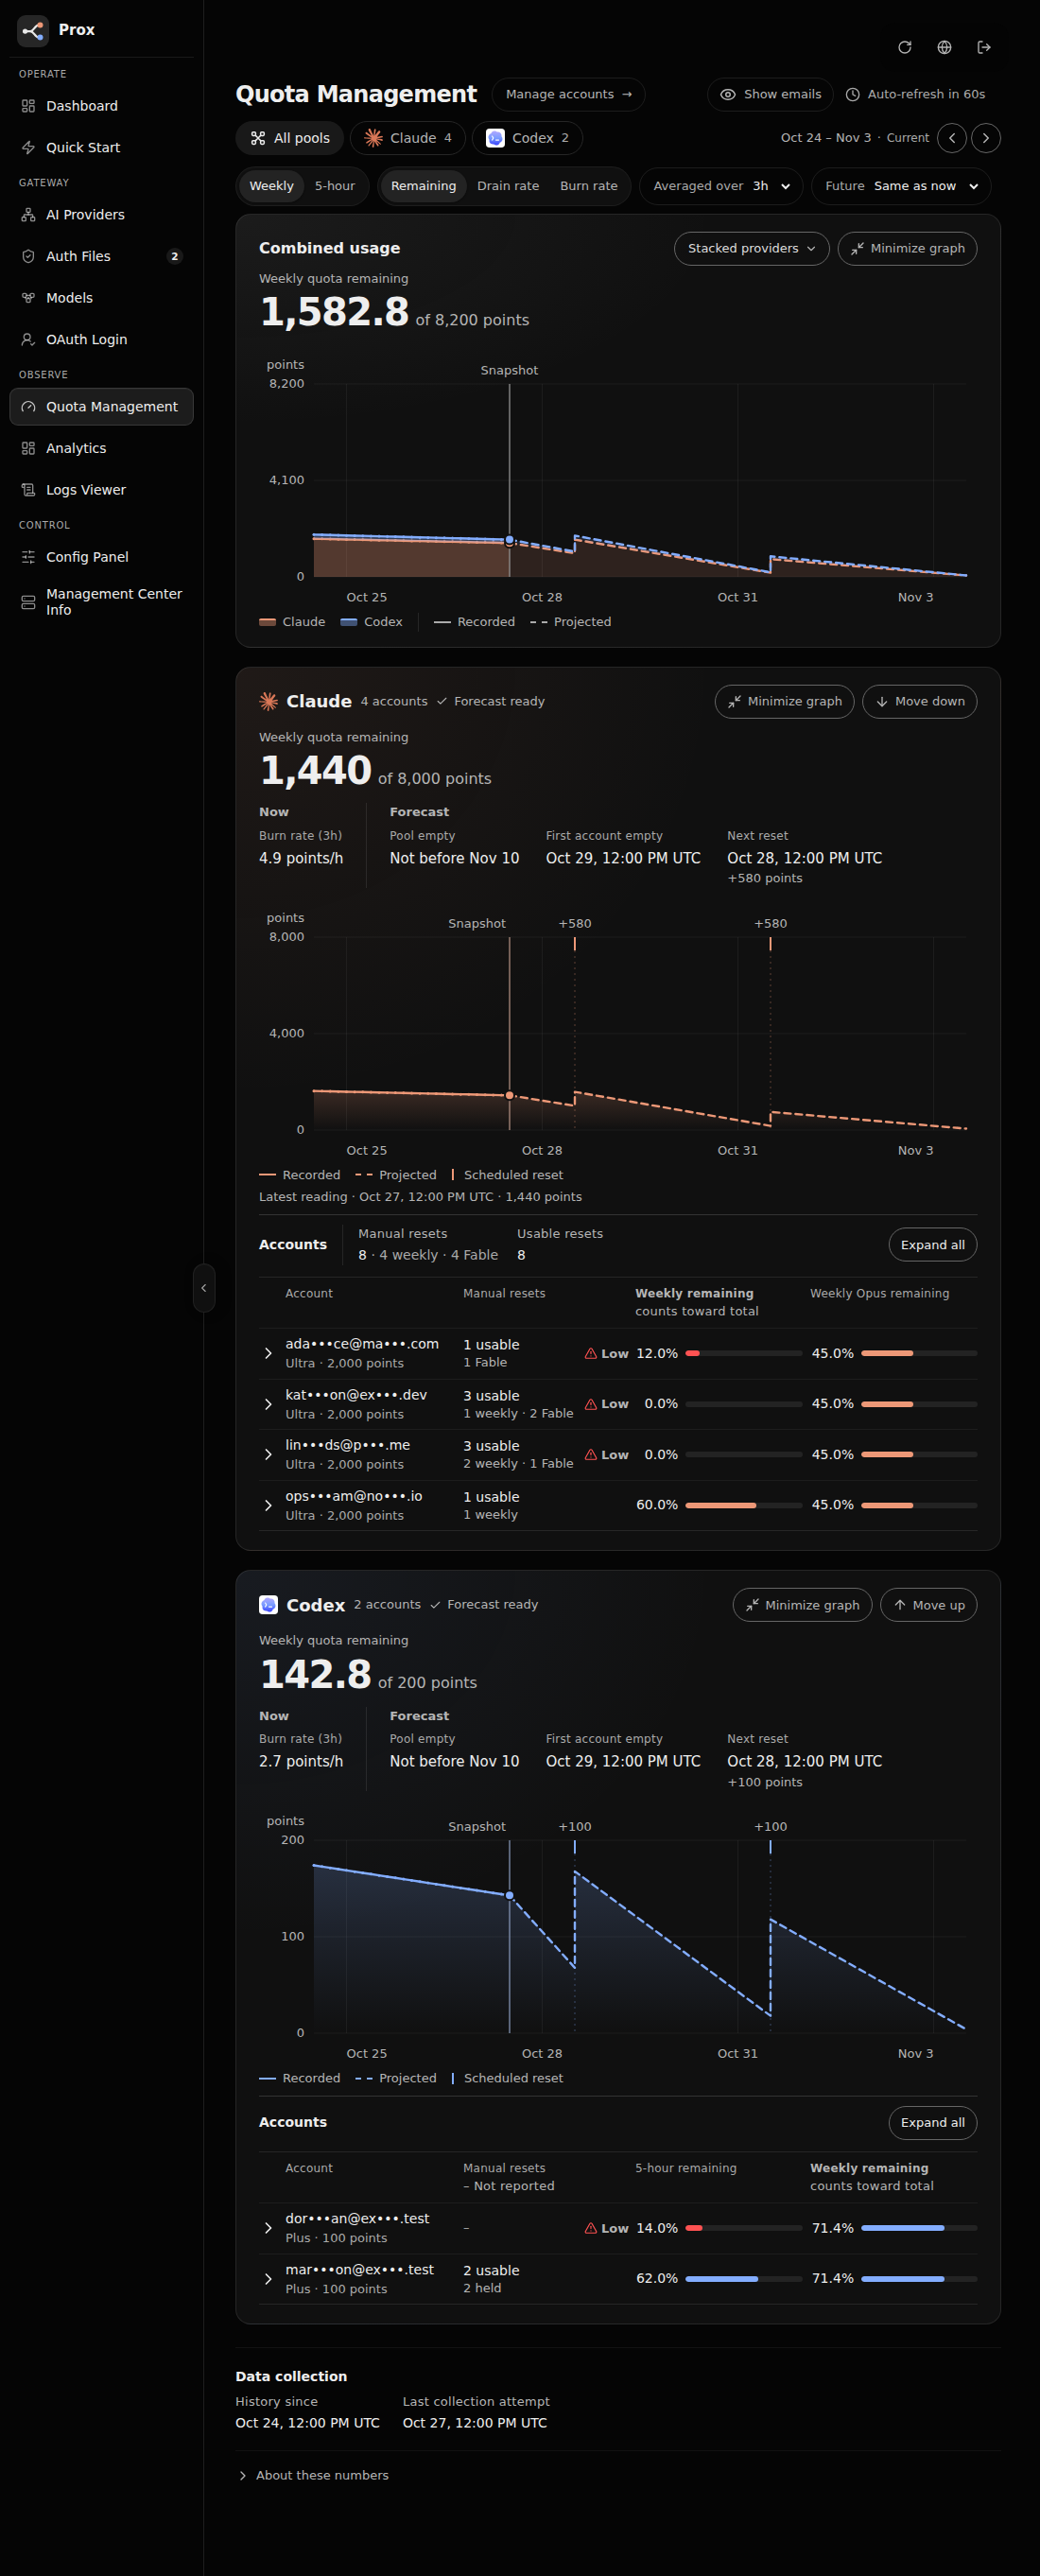 Prox
OPERATE
Dashboard
Quick Start
GATEWAY
AI Providers
Auth Files 2
Models
OAuth Login
OBSERVE
Quota Management
Analytics
Logs Viewer
CONTROL
Config Panel
Management Center
Info
Quota Management Manage accounts → Show emails Auto-refresh in 60s
All pools Claude 4 Codex 2 Oct 24 – Nov 3 · Current
Weekly 5-hour Remaining Drain rate Burn rate Averaged over 3h Future Same as now
Combined usage Stacked providers Minimize graph
Weekly quota remaining
1,582.8 of 8,200 points
points
Snapshot
8,200
4,100
0
Oct 25 Oct 28 Oct 31 Nov 3
Claude Codex Recorded Projected
Claude 4 accounts Forecast ready Minimize graph Move down
Weekly quota remaining
1,440 of 8,000 points
Now Forecast
Burn rate (3h) Pool empty First account empty Next reset
4.9 points/h Not before Nov 10 Oct 29, 12:00 PM UTC Oct 28, 12:00 PM UTC
+580 points
points
Snapshot +580 +580
8,000
4,000
0
Oct 25 Oct 28 Oct 31 Nov 3
Recorded Projected Scheduled reset
Latest reading · Oct 27, 12:00 PM UTC · 1,440 points
Accounts Manual resets Usable resets Expand all
8 · 4 weekly · 4 Fable 8
Account Manual resets Weekly remaining Weekly Opus remaining
counts toward total
ada•••ce@ma•••.com 1 usable Low 12.0% 45.0%
Ultra · 2,000 points 1 Fable
kat•••on@ex•••.dev 3 usable Low 0.0% 45.0%
Ultra · 2,000 points 1 weekly · 2 Fable
lin•••ds@p•••.me 3 usable Low 0.0% 45.0%
Ultra · 2,000 points 2 weekly · 1 Fable
ops•••am@no•••.io 1 usable 60.0% 45.0%
Ultra · 2,000 points 1 weekly
Codex 2 accounts Forecast ready Minimize graph Move up
Weekly quota remaining
142.8 of 200 points
Now Forecast
Burn rate (3h) Pool empty First account empty Next reset
2.7 points/h Not before Nov 10 Oct 29, 12:00 PM UTC Oct 28, 12:00 PM UTC
+100 points
points
Snapshot +100 +100
200
100
0
Oct 25 Oct 28 Oct 31 Nov 3
Recorded Projected Scheduled reset
Accounts Expand all
Account Manual resets 5-hour remaining Weekly remaining
– Not reported counts toward total
dor•••an@ex•••.test – Low 14.0% 71.4%
Plus · 100 points
mar•••on@ex•••.test 2 usable 62.0% 71.4%
Plus · 100 points 2 held
Data collection
History since Last collection attempt
Oct 24, 12:00 PM UTC Oct 27, 12:00 PM UTC
About these numbers